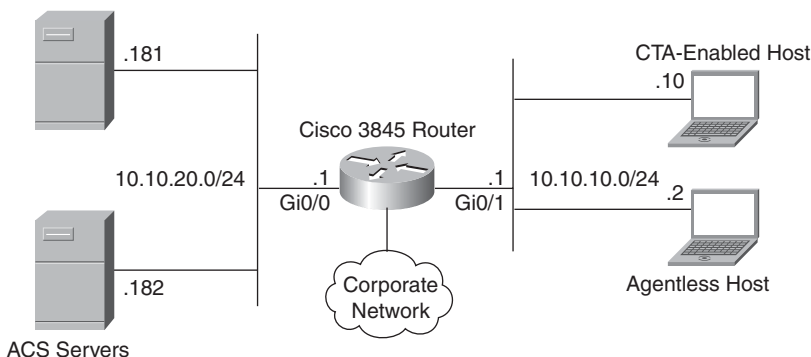 .181
CTA-Enabled Host
.10
Cisco 3845 Router
10.10.20.0/24
.1
Gi0/0
.1
Gi0/1
10.10.10.0/24
.2
Agentless Host
Corporate
Network
.182
ACS Servers